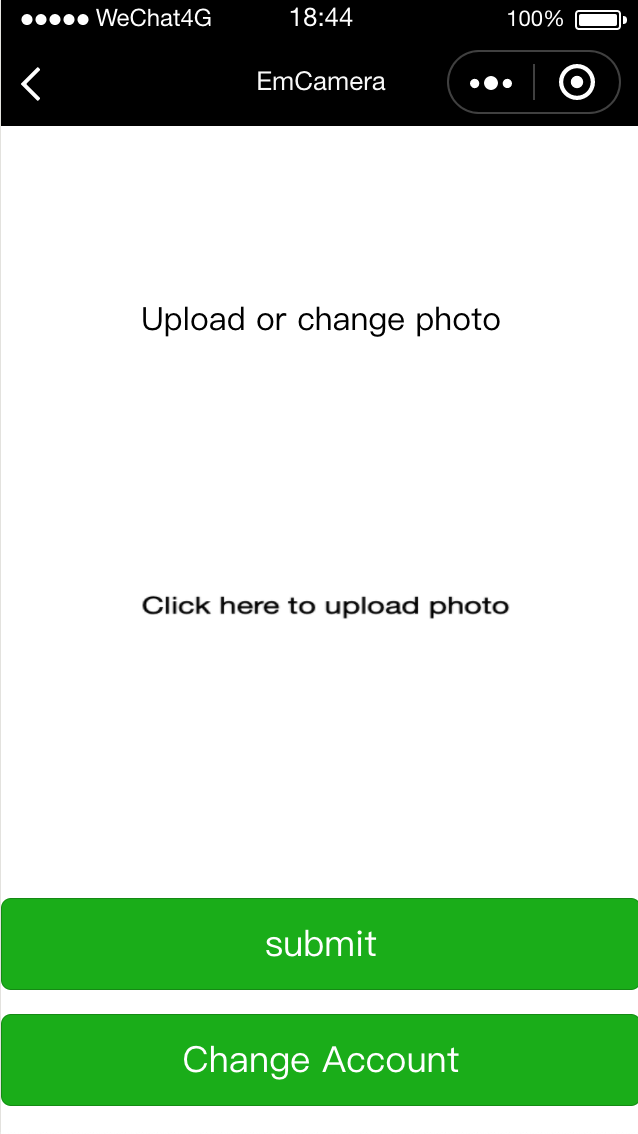 WeChat4G 18:44 100%
EmCamera
Upload or change photo
Click here to upload photo
submit
Change Account